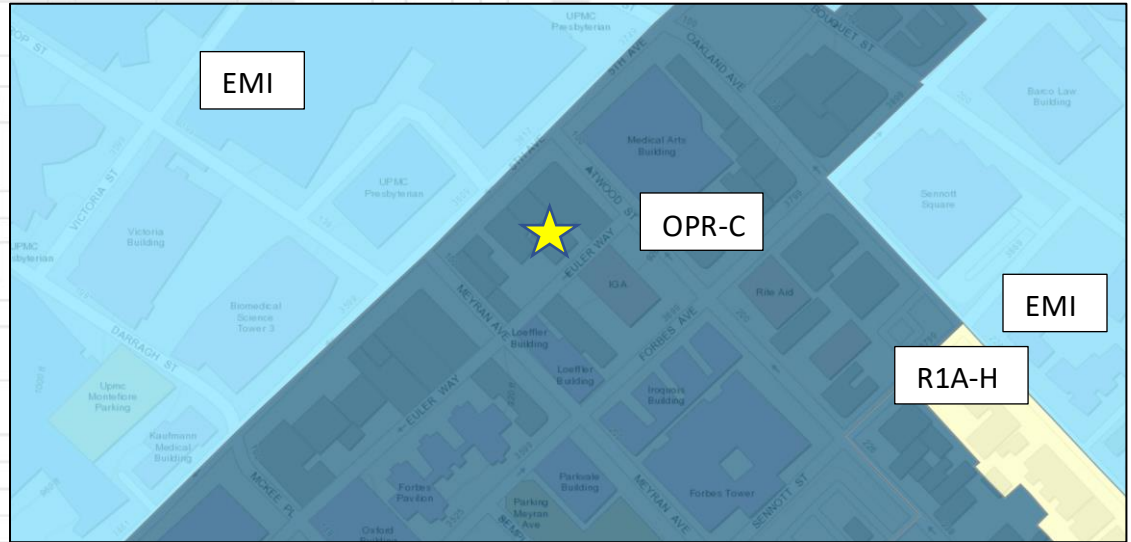 UPMC
Presbyterian
BOUQUET ST
EMI
5TH AVE
OAKLAND AVE
Barco Law
Building
Medical Arts
Building
UPMC
Presbyterian
ATWOOD ST
VICTORIA ST
Sennott
Square
OPR-C
Victoria
Building
UPMC
Presbyterian
EULER WAY
IGA
Rite Aid
EMI
Biomedical
Science
Tower 3
MEYRAN AVE
FORBES AVE
Loeffler
Building
DARRAGH ST
Loeffler
Building
R1A-H
Iroquois
Building
Upmc
Montefiore
Parking
EULER WAY
Kaufmann
Medical
Building
Forbes
Pavilion
Parkvale
Building
Forbes Tower
MCKEE PL
Parking
Meyran
Ave
MEYRAN AVE
SENNOTT ST
Oxford
Building